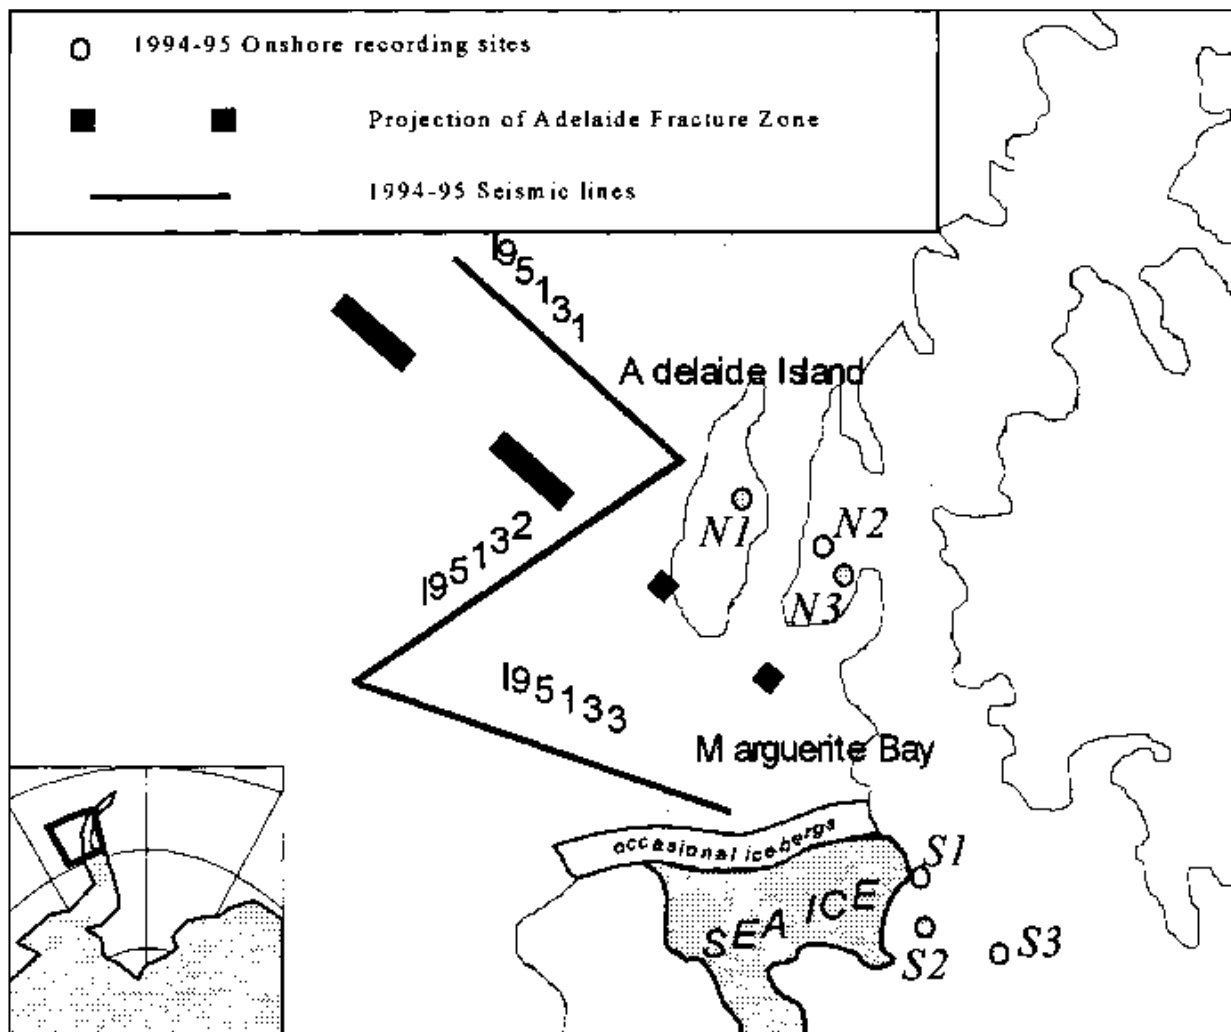 1994-95 Onshore recording sites
Projection of Adelaide Fracture Zone
1994-95 Seismic lines
I95131
Adelaide Island
N1
N2
I95132
N3
I95133
Marguerite Bay
occasional icebergs
S1
SEA ICE
S2
S3